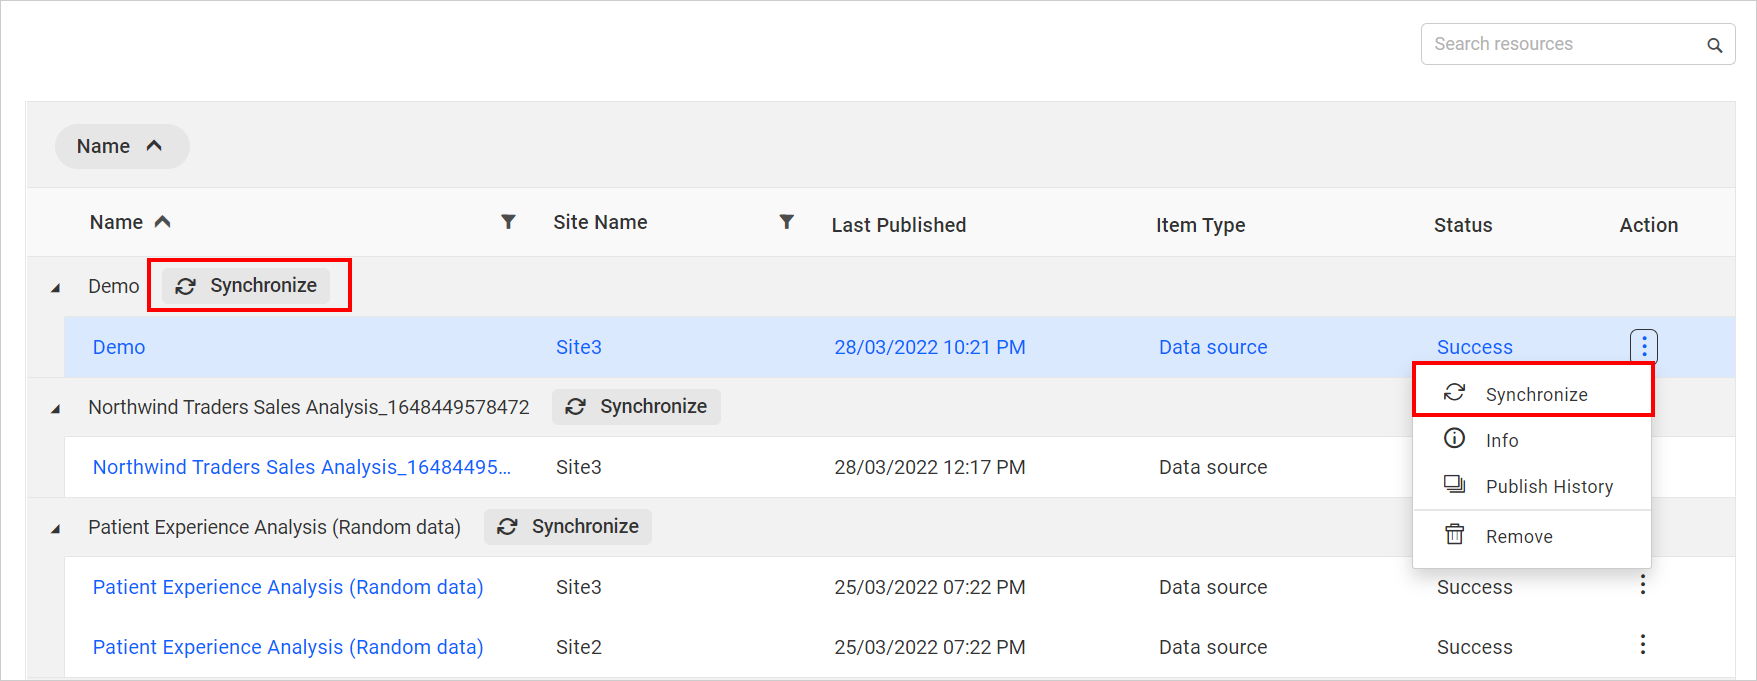 Search resources
Name
Name Site Name Last Published Item Type Status Action
Demo Synchronize
Demo Site3 28/03/2022 10:21 PM Data source Success
Synchronize
Northwind Traders Sales Analysis_1648449578472 Synchronize
Info
Northwind Traders Sales Analysis_16484495... Site3 28/03/2022 12:17 PM Data source
Publish History
Patient Experience Analysis (Random data) Synchronize
Remove
Patient Experience Analysis (Random data) Site3 25/03/2022 07:22 PM Data source Success
Patient Experience Analysis (Random data) Site2 25/03/2022 07:22 PM Data source Success